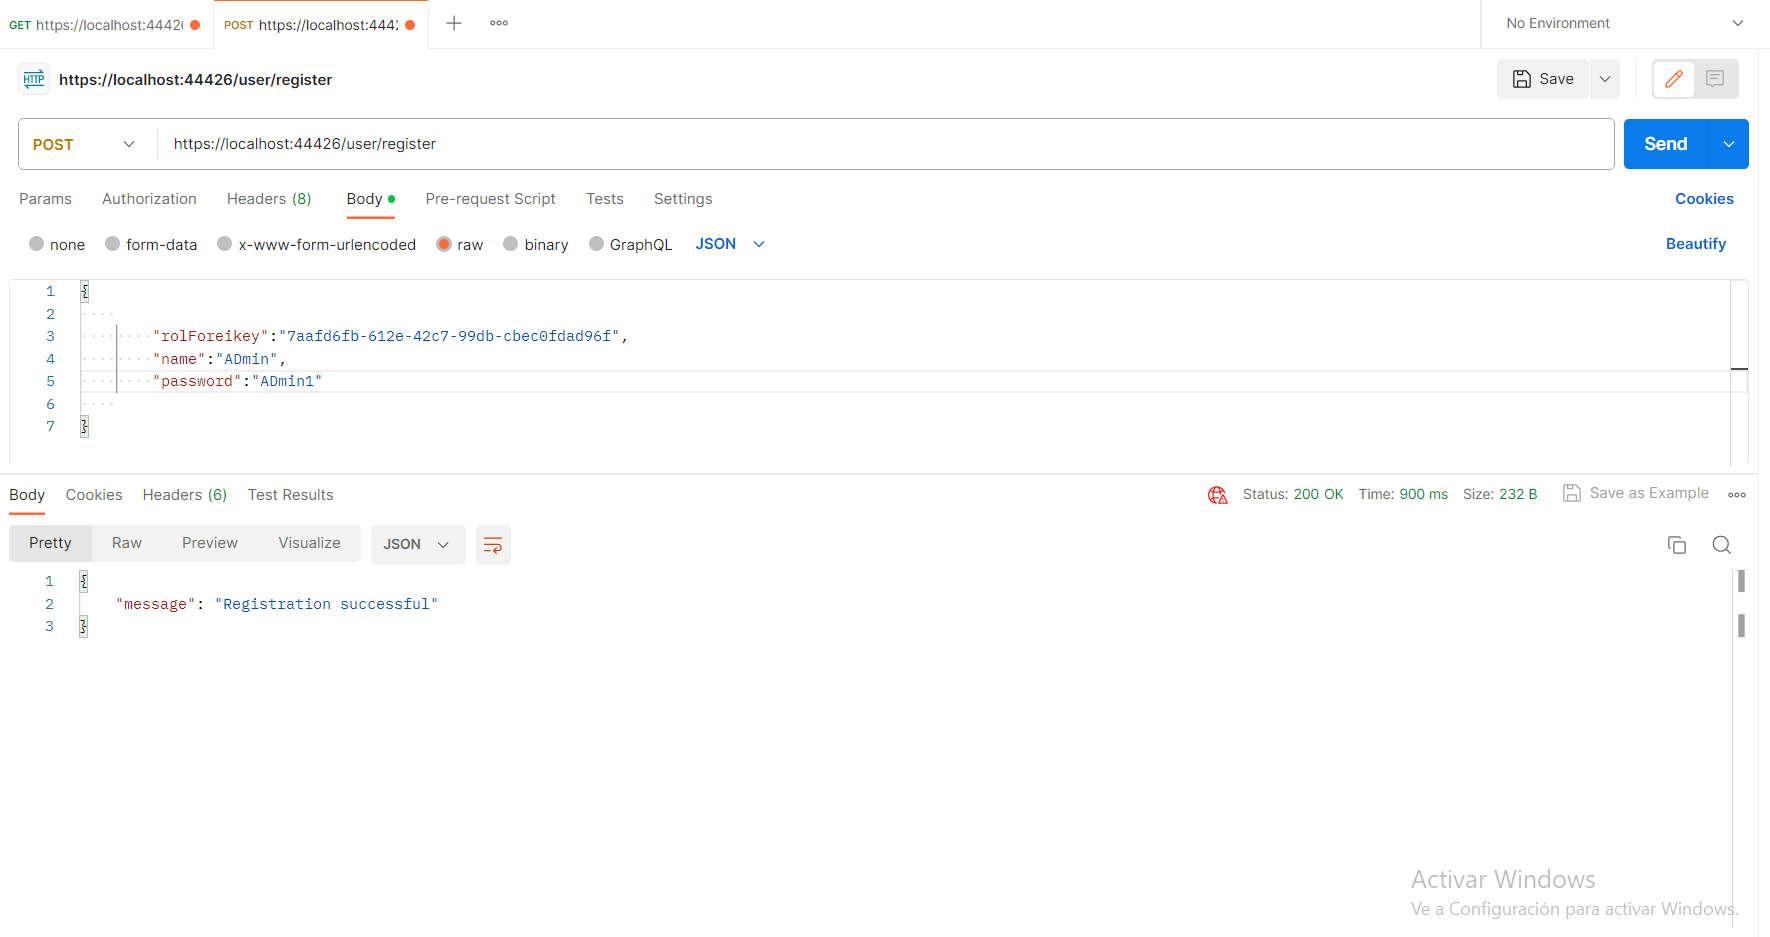 GET https://localhost:4442
POST https://localhost:444
No Environment
HTTP https://localhost:44426/user/register
Save
POST https://localhost:44426/user/register
Send
Params Authorization Headers (8) Body Pre-request Script Tests Settings
Cookies
none form-data x-www-form-urlencoded raw binary GraphQL JSON
Beautify
1 {
2
3 "rolForeikey":"7aafd6fb-612e-42c7-99db-cbec0fdad96f",
4 "name":"ADmin",
5 "password":"ADmin1"
6
7 }
Body Cookies Headers (6) Test Results
Status: 200 OK Time: 900 ms Size: 232 B Save as Example
Pretty Raw Preview Visualize JSON
1 {
2 "message": "Registration successful"
3 }
Activar Windows
Ve a Configuración para activar Windows.